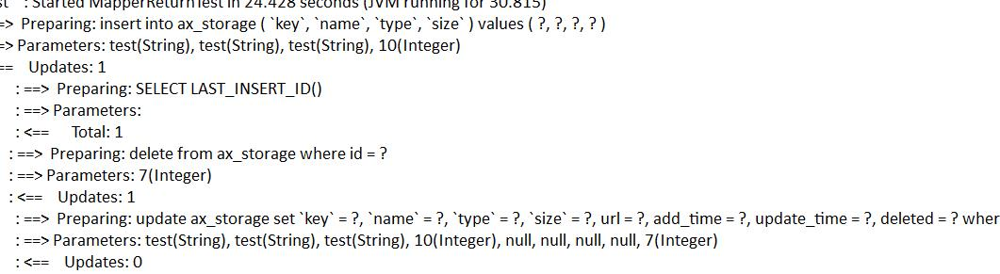 st : Started MapperReturnTest in 24.428 seconds (JVM running for 30.815)
=> Preparing: insert into ax_storage ( `key`, `name`, `type`, `size` ) values ( ?, ?, ?, ? )
=> Parameters: test(String), test(String), test(String), 10(Integer)
== Updates: 1
: ==> Preparing: SELECT LAST_INSERT_ID()
: ==> Parameters:
: <== Total: 1
: ==> Preparing: delete from ax_storage where id = ?
: ==> Parameters: 7(Integer)
: <== Updates: 1
: ==> Preparing: update ax_storage set `key` = ?, `name` = ?, `type` = ?, `size` = ?, url = ?, add_time = ?, update_time = ?, deleted = ? wher
: ==> Parameters: test(String), test(String), test(String), 10(Integer), null, null, null, null, 7(Integer)
: <== Updates: 0